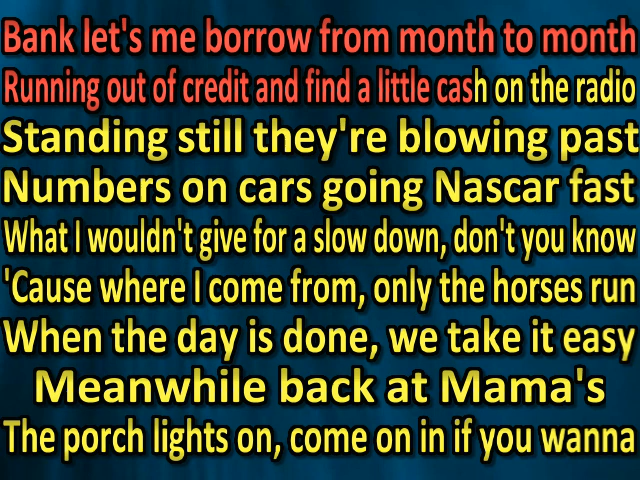 Bank let's me borrow from month to month
Running out of credit and find a little cash on the radio
Standing still they're blowing past
Numbers on cars going Nascar fast
What I wouldn't give for a slow down, don't you know
'Cause where I come from, only the horses run
When the day is done, we take it easy
Meanwhile back at Mama's
The porch lights on, come on in if you wanna